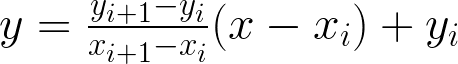 $y = \frac{y_{i+1}-y_i}{x_{i+1}-x_i}(x - x_i) + y_i$